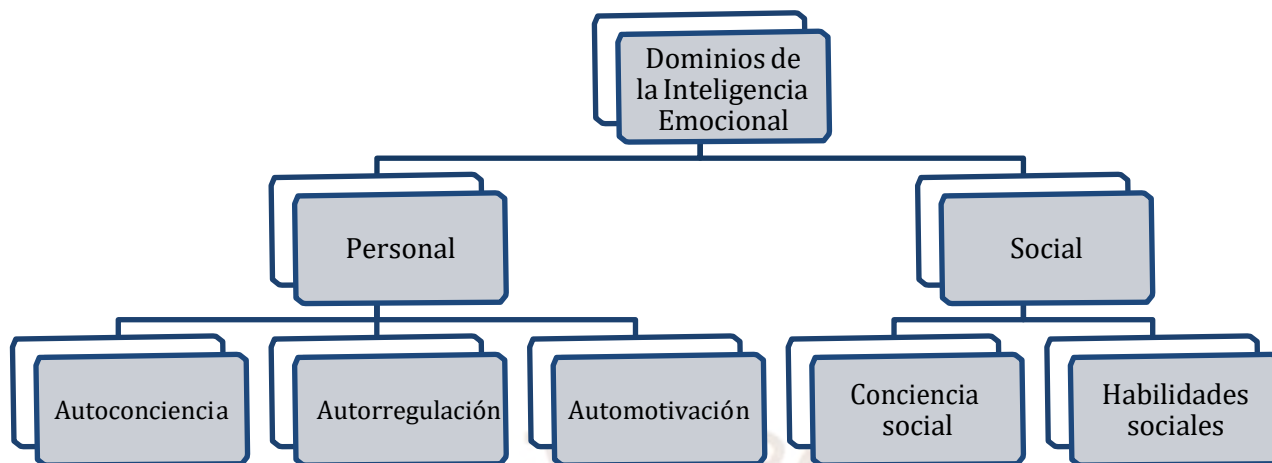 Dominios de
la Inteligencia
Emocional
Personal
Social
Autoconciencia
Autorregulación
Automotivación
Conciencia
social
Habilidades
sociales